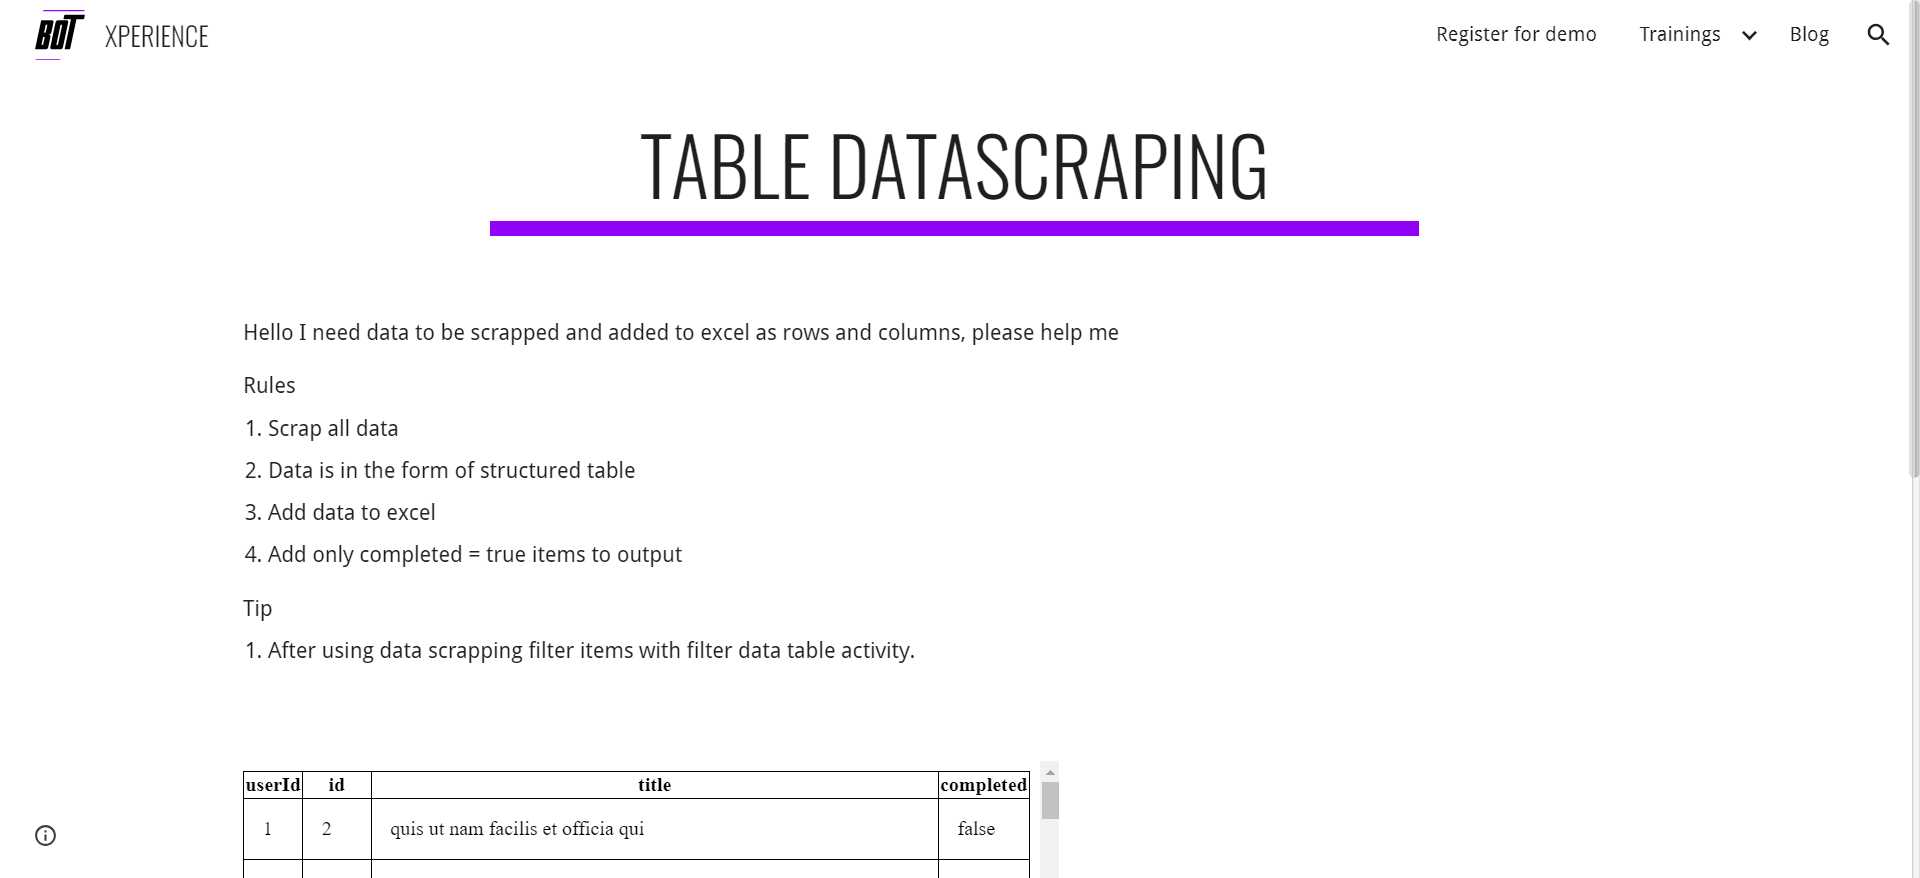 BOT XPERIENCE Register for demo Trainings Blog
TABLE DATASCRAPING
Hello I need data to be scrapped and added to excel as rows and columns, please help me
Rules
1. Scrap all data
2. Data is in the form of structured table
3. Add data to excel
4. Add only completed = true items to output
Tip
1. After using data scrapping filter items with filter data table activity.
userId id title completed
1 2 quis ut nam facilis et officia qui false